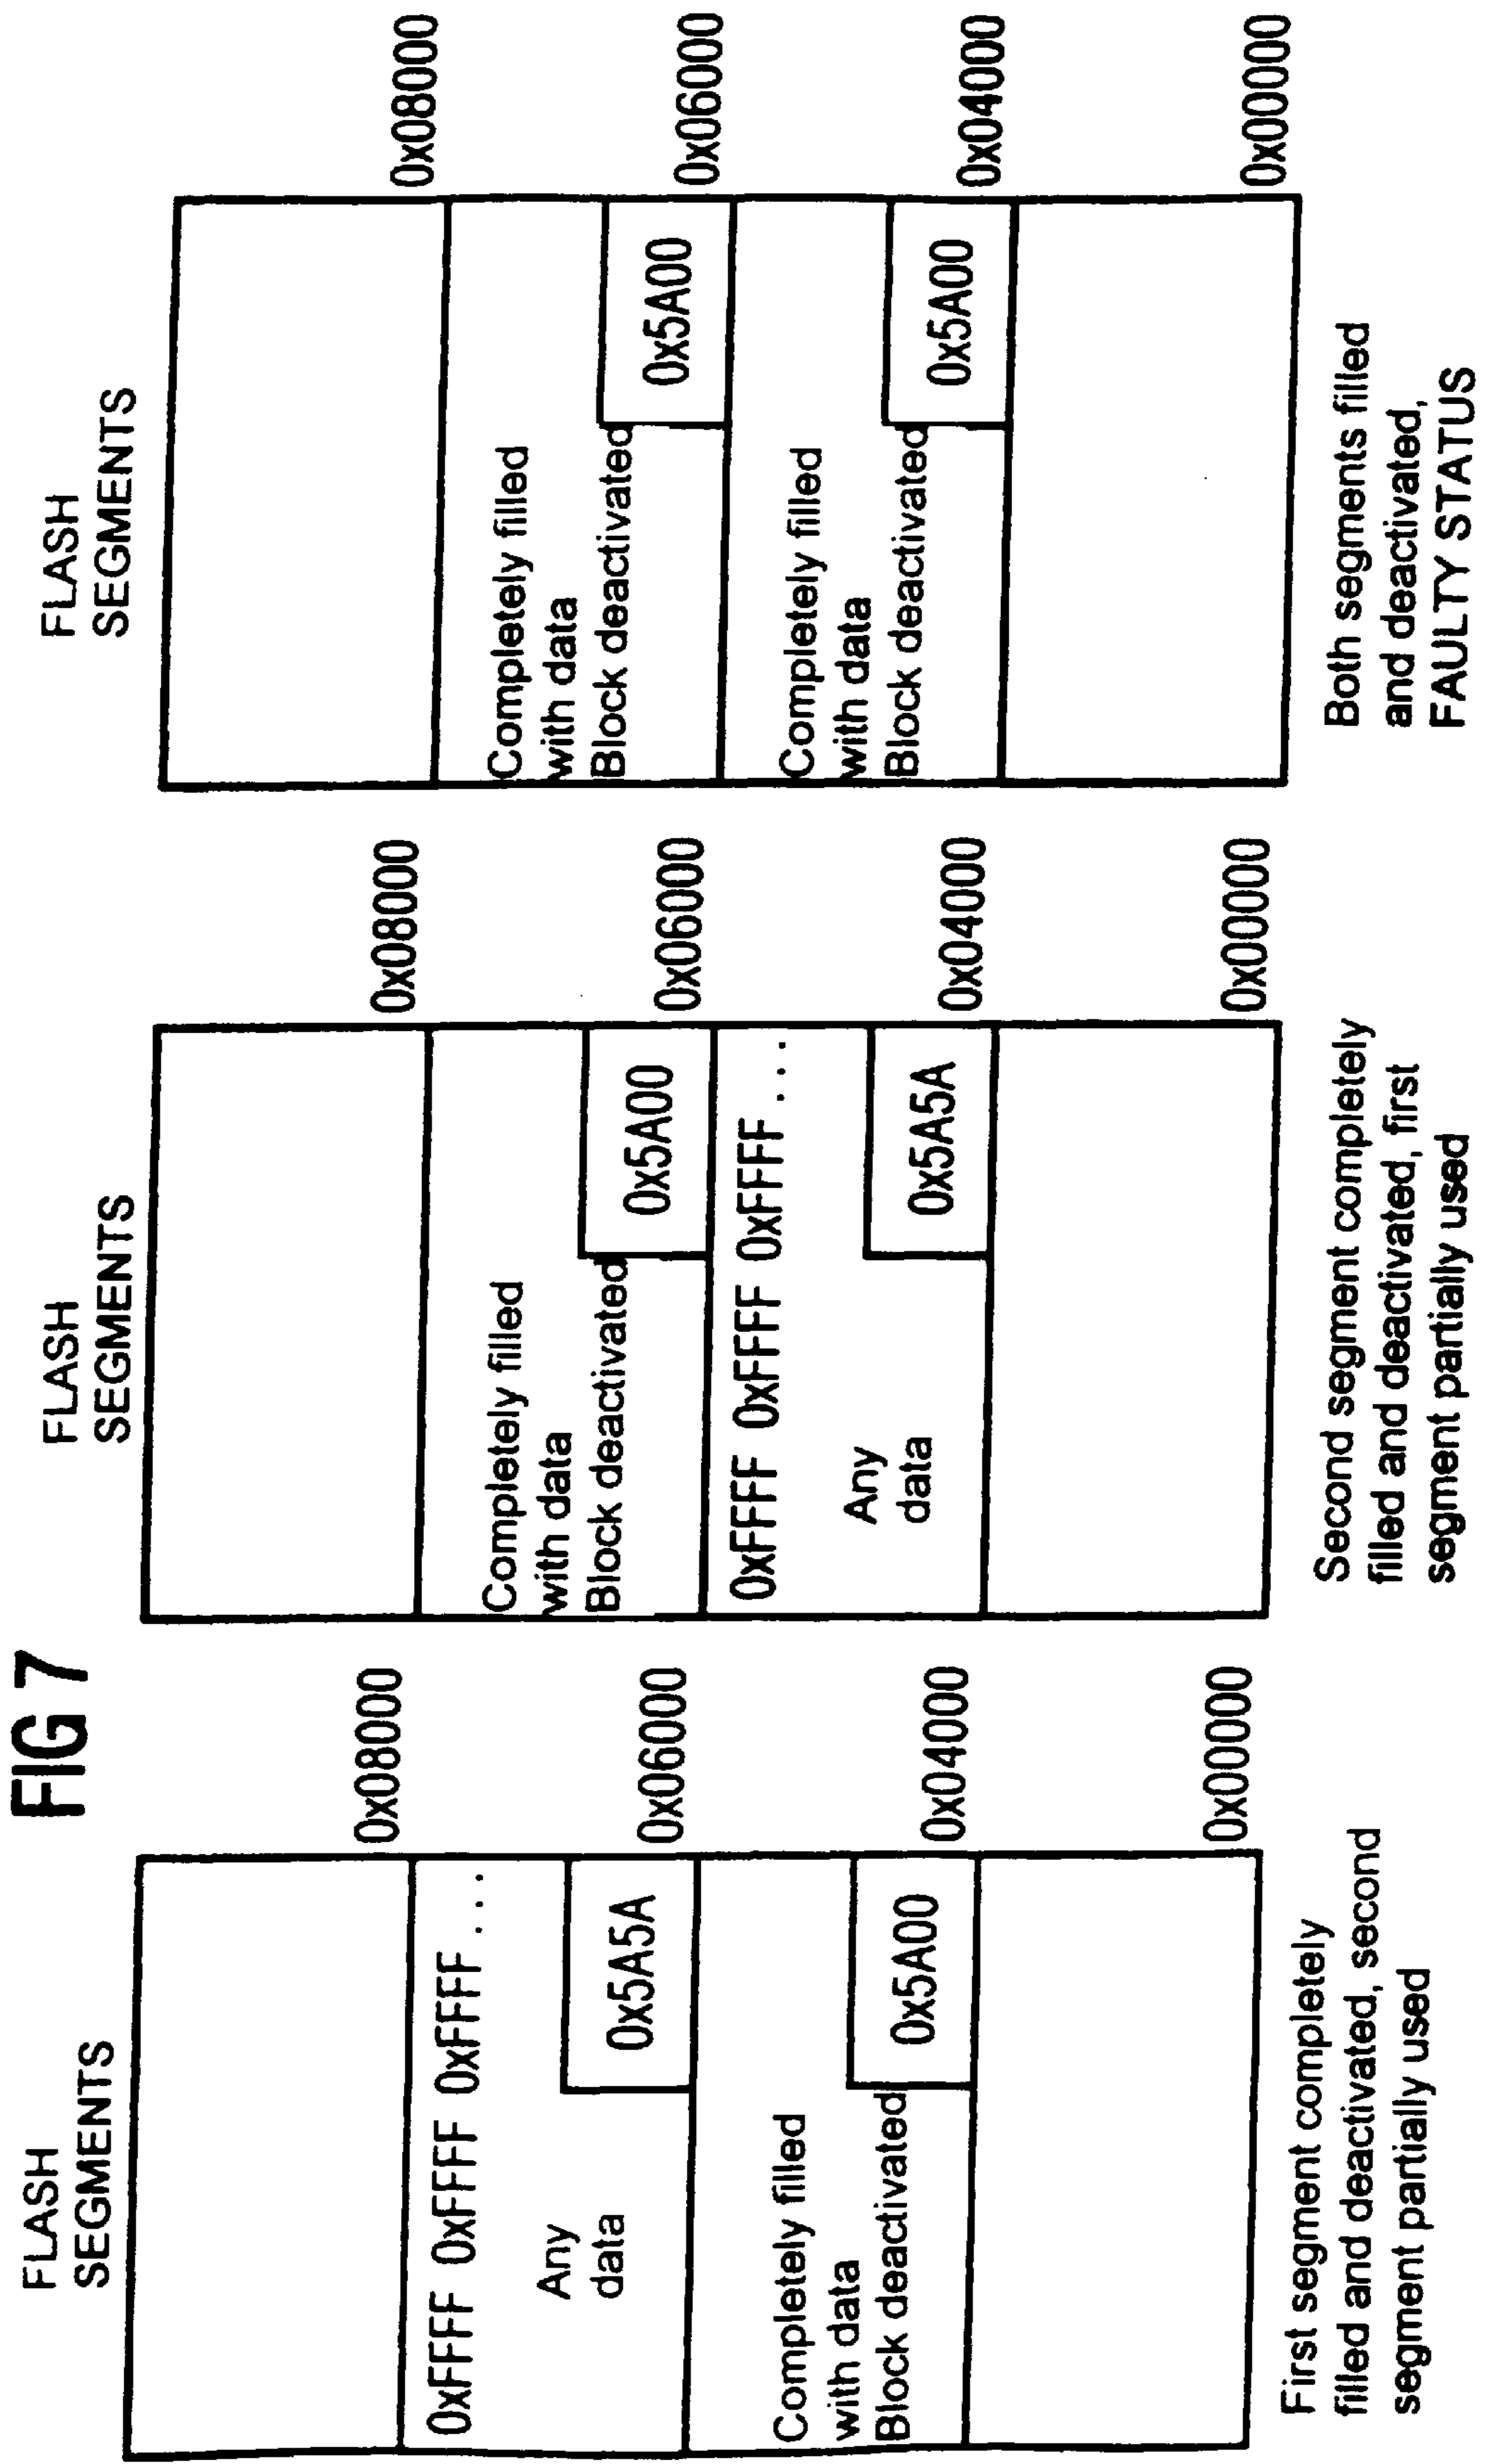 FIG 7
FLASH
SEGMENTS
0x08000
0xFFFF 0xFFFF 0xFFFF...
Any
data
0x5A5A
0x06000
Completely filled
with data
Block deactivated
0x5A00
0x04000
0x00000
First segment completely
filled and deactivated, second
segment partially used
FLASH
SEGMENTS
0x08000
Completely filled
with data
Block deactivated
0x5A00
0x06000
0xFFFF 0xFFFF 0xFFFF...
Any
data
0x5A5A
0x04000
0x00000
Second segment completely
filled and deactivated, first
segment partially used
FLASH
SEGMENTS
0x08000
Completely filled
with data
Block deactivated
0x5A00
0x06000
Completely filled
with data
Block deactivated
0x5A00
0x04000
0x00000
Both segments filled
and deactivated,
FAULTY STATUS